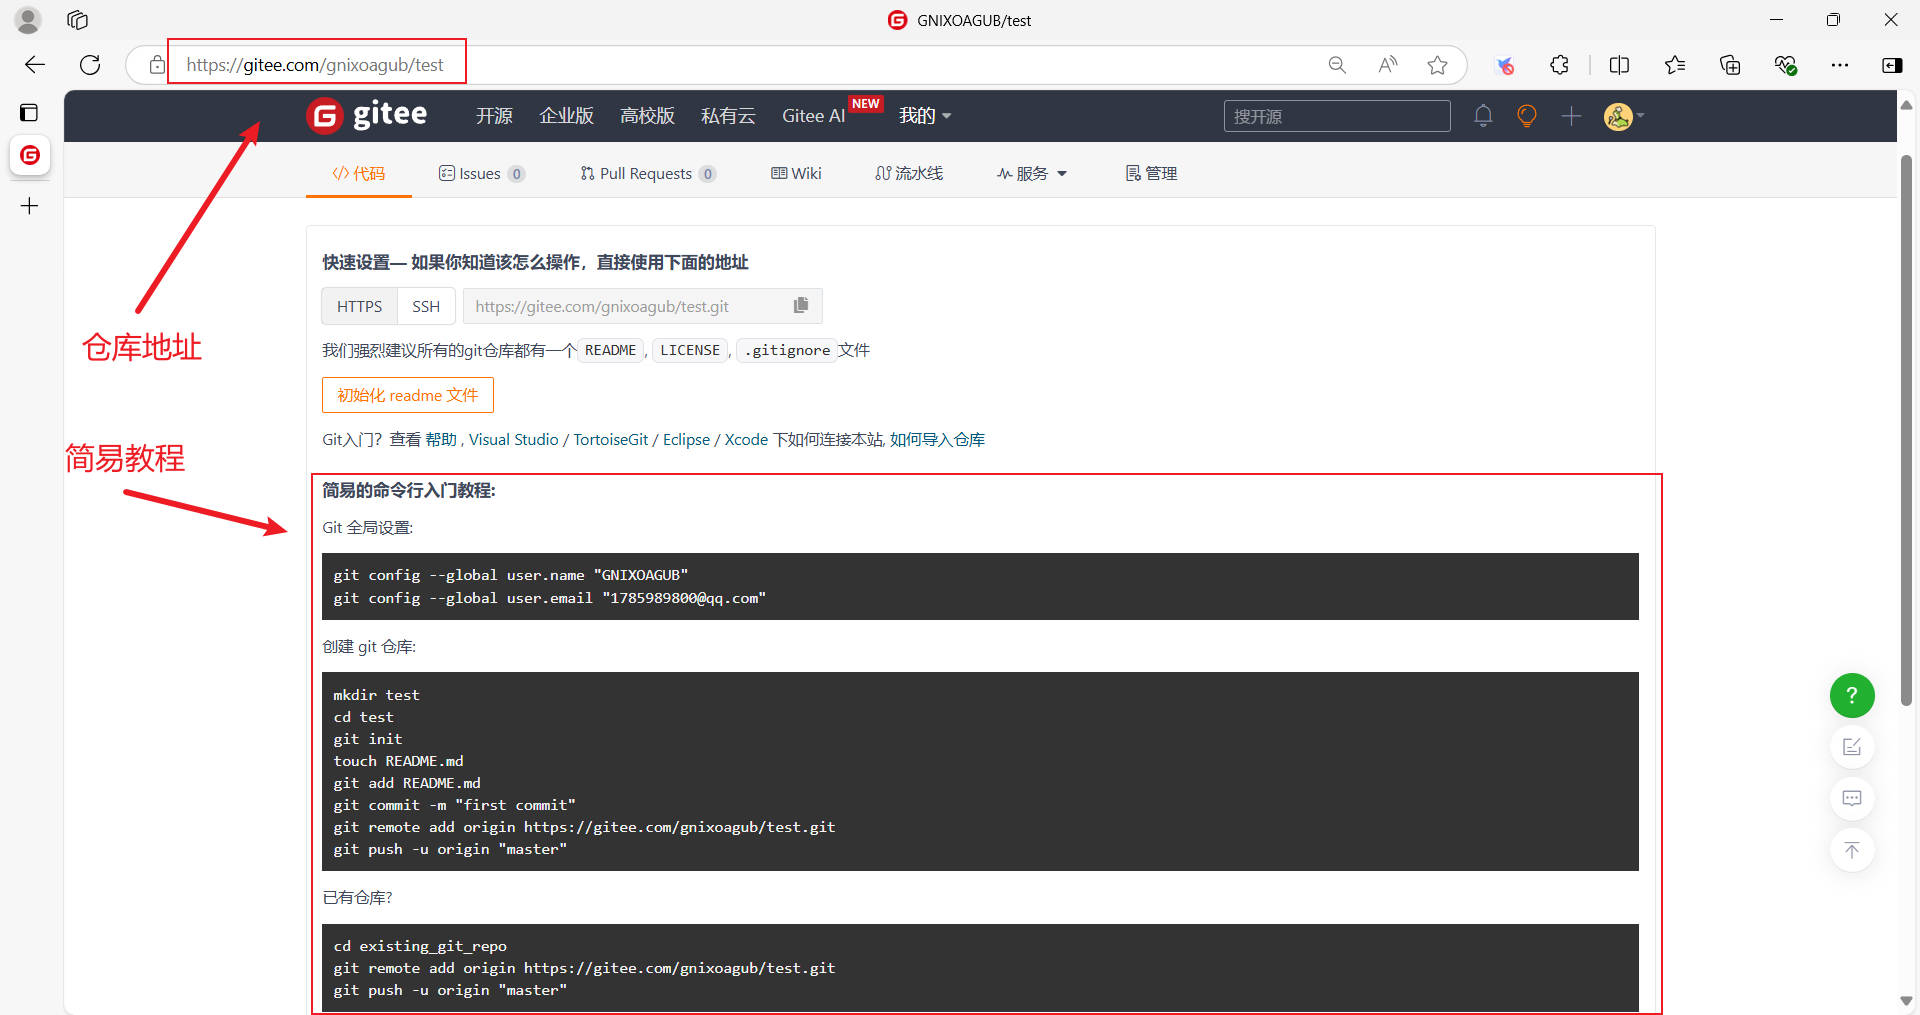 GNIXOAGUB/test
https://gitee.com/gnixoagub/test
gitee 开源 企业版 高校版 私有云 Gitee AI NEW 我的 搜开源
代码 Issues 0 Pull Requests 0 Wiki 流水线 服务 管理
快速设置— 如果你知道该怎么操作，直接使用下面的地址
HTTPS SSH https://gitee.com/gnixoagub/test.git
仓库地址
我们强烈建议所有的git仓库都有一个 README , LICENSE , .gitignore 文件
初始化 readme 文件
Git入门？查看 帮助 , Visual Studio / TortoiseGit / Eclipse / Xcode 下如何连接本站, 如何导入仓库
简易教程
简易的命令行入门教程:
Git 全局设置:
git config --global user.name "GNIXOAGUB"
git config --global user.email "1785989800@qq.com"
创建 git 仓库:
mkdir test
cd test
git init
touch README.md
git add README.md
git commit -m "first commit"
git remote add origin https://gitee.com/gnixoagub/test.git
git push -u origin "master"
已有仓库?
cd existing_git_repo
git remote add origin https://gitee.com/gnixoagub/test.git
git push -u origin "master"